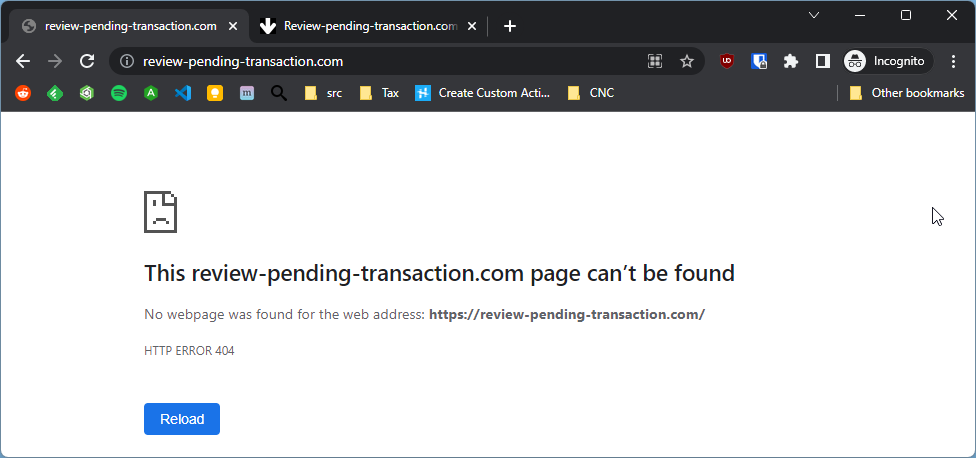 review-pending-transaction.com
Review-pending-transaction.com
review-pending-transaction.com
Incognito
src
Tax
Create Custom Acti...
CNC
Other bookmarks
This review-pending-transaction.com page can’t be found
No webpage was found for the web address: https://review-pending-transaction.com/
HTTP ERROR 404
Reload